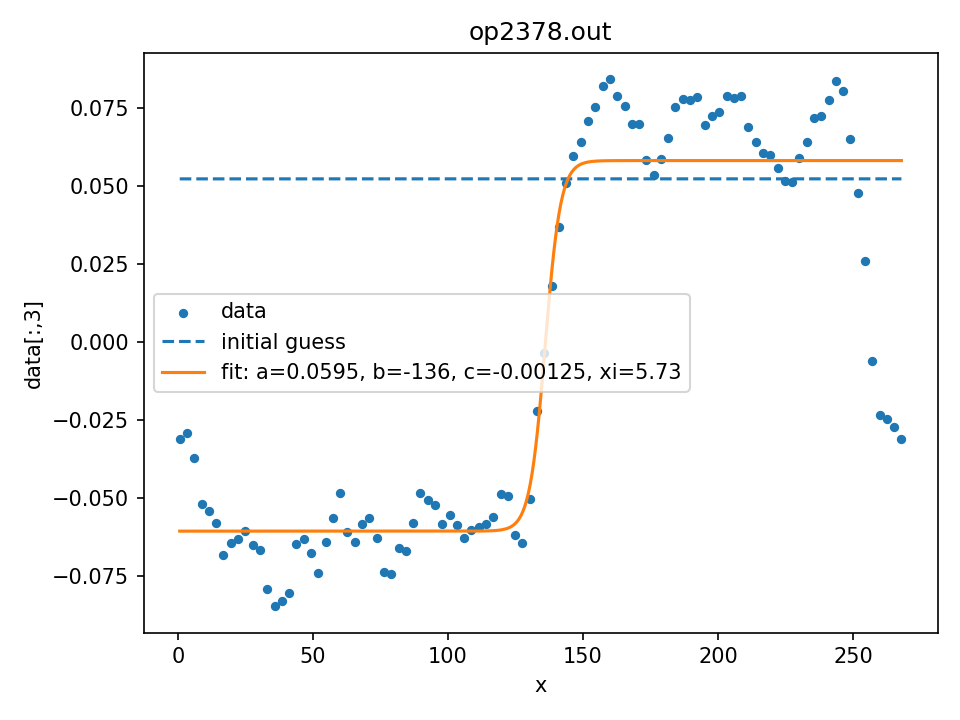 op2378.out
data[:,3]
0.075
0.050
0.025
0.000
−0.025
−0.050
−0.075
data
initial guess
fit: a=0.0595, b=-136, c=-0.00125, xi=5.73
0 50 100 150 200 250
x